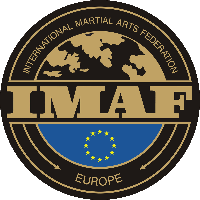 INTERNATIONAL MARTIAL ARTS FEDERATION
IMAF
EUROPE